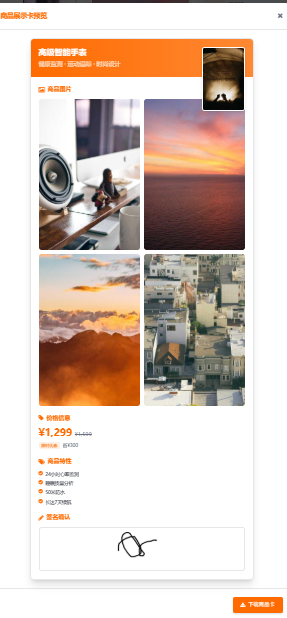 商品展示卡预览
×
高级智能手表
健康监测·运动追踪·时尚设计
商品图片
价格信息
¥1,299 ¥1,599
限时优惠 省¥300
商品特性
24小时心率监测
睡眠质量分析
50米防水
长达7天续航
签名确认
下载商品卡